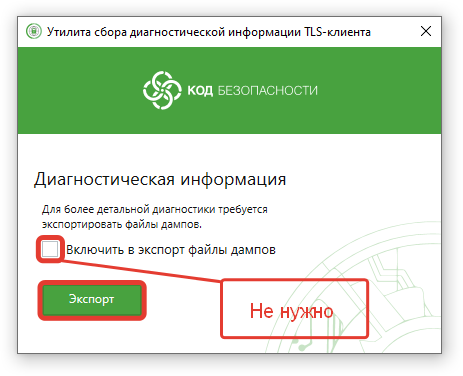 Утилита сбора диагностической информации TLS-клиента
КОД БЕЗОПАСНОСТИ
Диагностическая информация
Для более детальной диагностики требуется
экспортировать файлы дампов.
Включить в экспорт файлы дампов
Экспорт
Не нужно